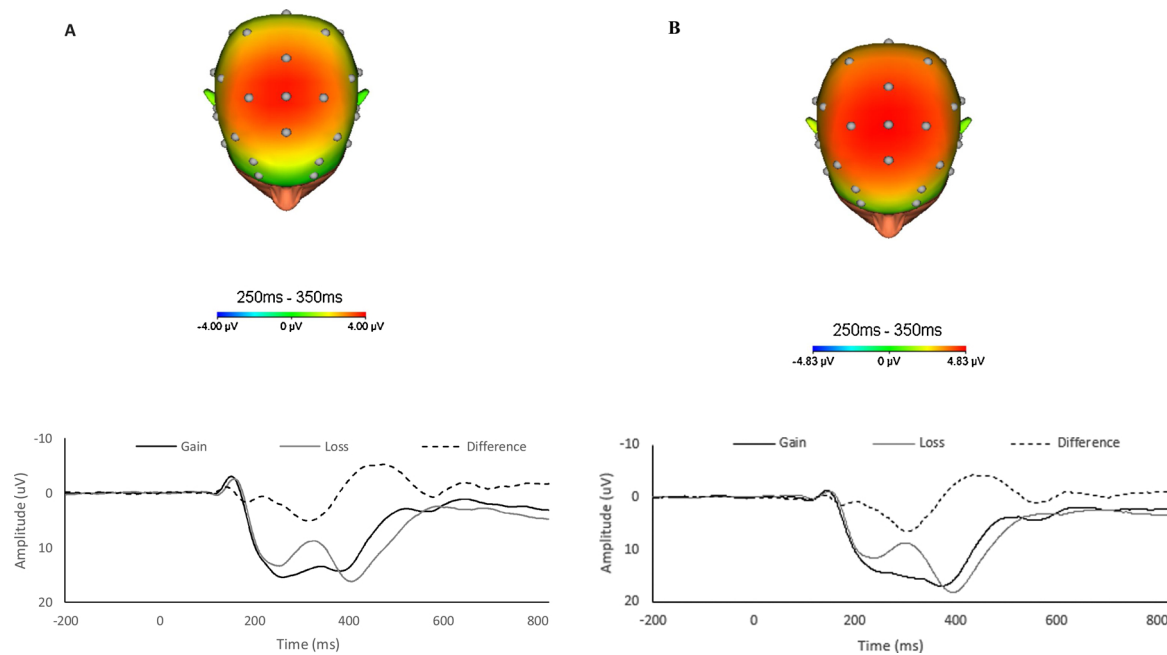 A
250ms - 350ms
-4.00 µV 0 µV 4.00 µV
-10
0
10
20
Amplitude (uV)
Gain Loss Difference
-200 0 200 400 600 800
Time (ms)
B
250ms - 350ms
-4.83 µV 0 µV 4.83 µV
-10
0
10
20
Amplitude (uV)
Gain Loss Difference
-200 0 200 400 600 800
Time (ms)